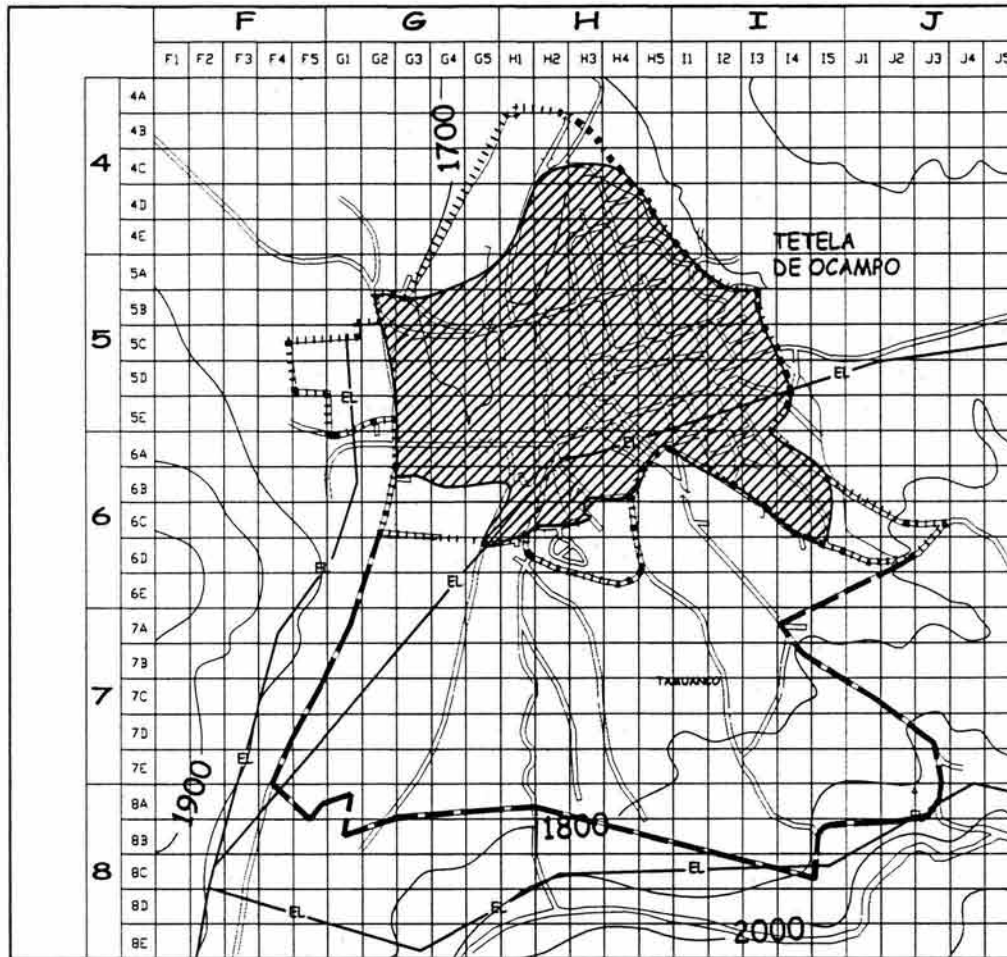 F G H I J
F1 F2 F3 F4 F5 G1 G2 G3 G4 G5 H1 H2 H3 H4 H5 I1 I2 I3 I4 I5 J1 J2 J3 J4 J5
4A
4B
4
1700
4C
4D
4E
TETELA
DE OCAMPO
5A
5B
5
5C
5D
EL
EL
5E
EL
6A
6B
6
6C
6D
EL
6E
EL
7A
7B
7
7C
7D
7E
EL
1900
8A
EL
1800
8B
8
8C
EL
8D
EL
EL
2000
8E